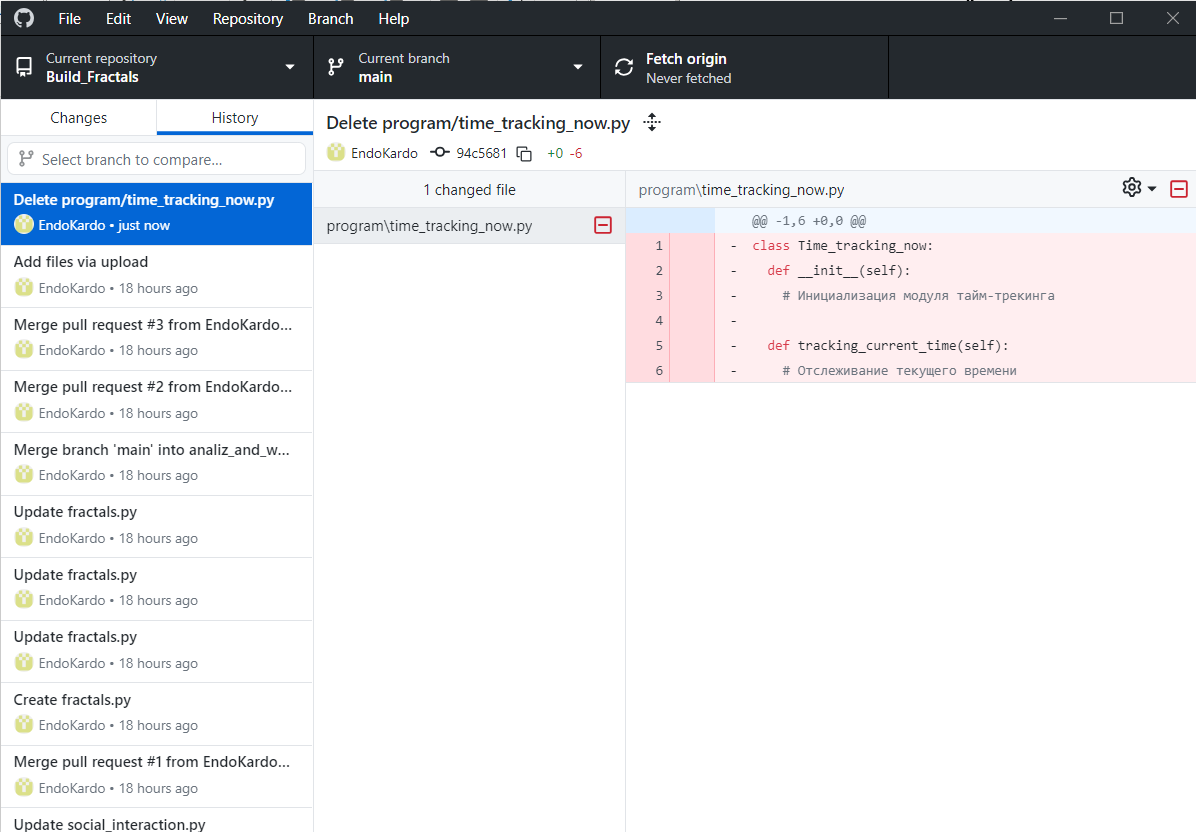 File Edit View Repository Branch Help
Current repository
Build_Fractals
Current branch
main
Fetch origin
Never fetched
Changes
History
Select branch to compare...
Delete program/time_tracking_now.py
EndoKardo • just now
Add files via upload
EndoKardo • 18 hours ago
Merge pull request #3 from EndoKardo...
EndoKardo • 18 hours ago
Merge pull request #2 from EndoKardo...
EndoKardo • 18 hours ago
Merge branch 'main' into analiz_and_w...
EndoKardo • 18 hours ago
Update fractals.py
EndoKardo • 18 hours ago
Update fractals.py
EndoKardo • 18 hours ago
Update fractals.py
EndoKardo • 18 hours ago
Create fractals.py
EndoKardo • 18 hours ago
Merge pull request #1 from EndoKardo...
EndoKardo • 18 hours ago
Update social_interaction.py
Delete program/time_tracking_now.py
EndoKardo 94c5681 +0 -6
1 changed file
program\time_tracking_now.py
program\time_tracking_now.py
@@ -1,6 +0,0 @@
1 - class Time_tracking_now:
2 - def __init__(self):
3 - # Инициализация модуля тайм-трекинга
4 -
5 - def tracking_current_time(self):
6 - # Отслеживание текущего времени